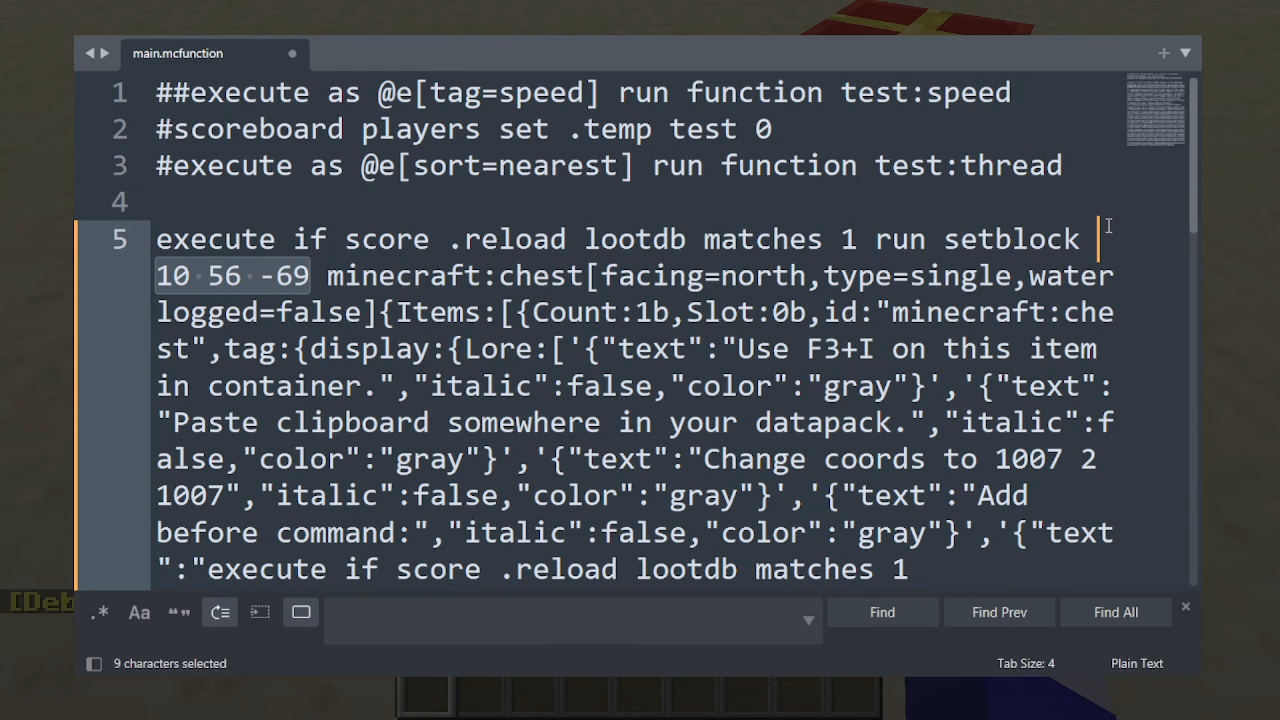 main.mcfunction
1 ##execute as @e[tag=speed] run function test:speed
2 #scoreboard players set .temp test 0
3 #execute as @e[sort=nearest] run function test:thread
4
5 execute if score .reload lootdb matches 1 run setblock
10 56 -69 minecraft:chest[facing=north,type=single,water
logged=false]{Items:[{Count:1b,Slot:0b,id:"minecraft:che
st",tag:{display:{Lore:['{"text":"Use F3+I on this item
in container.","italic":false,"color":"gray"}','{"text":
"Paste clipboard somewhere in your datapack.","italic":f
alse,"color":"gray"}','{"text":"Change coords to 1007 2
1007","italic":false,"color":"gray"}','{"text":"Add
before command:","italic":false,"color":"gray"}','{"text
":"execute if score .reload lootdb matches 1
[Deb
.* Aa “” Find Find Prev Find All
9 characters selected Tab Size: 4 Plain Text